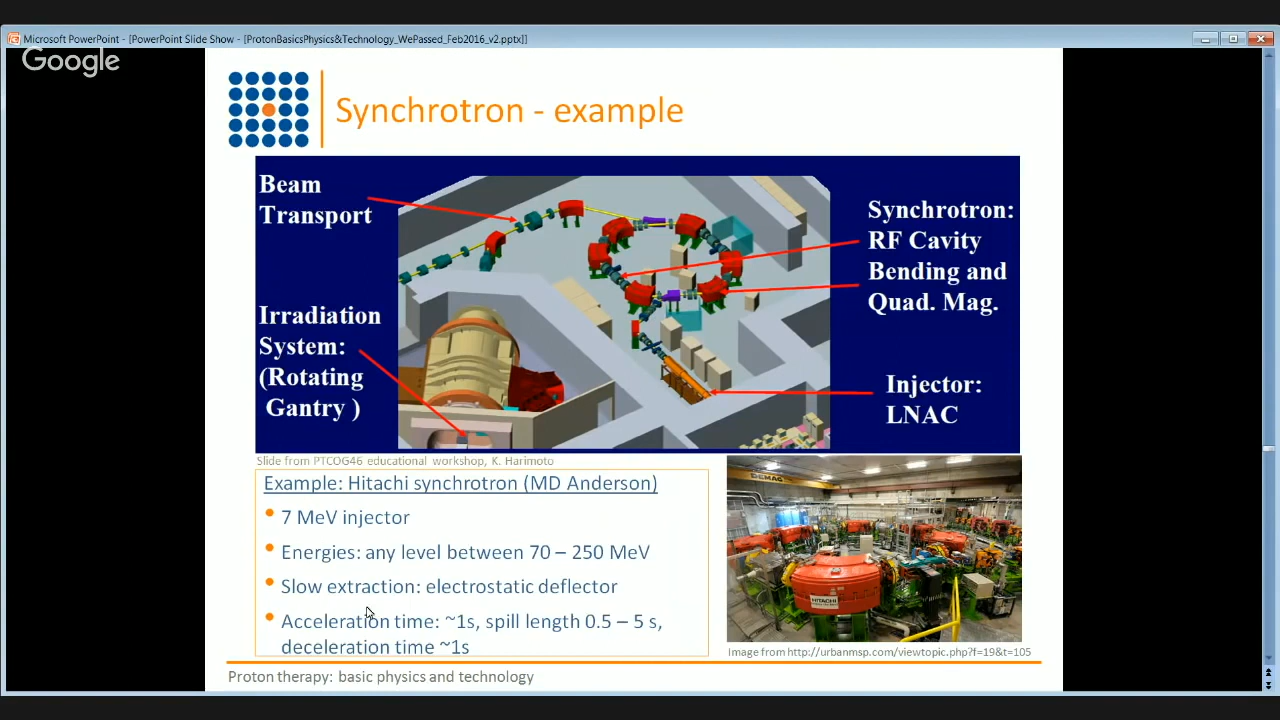 Microsoft PowerPoint - [PowerPoint Slide Show - [ProtonBasicsPhysics&Technology_WePassed_Feb2016_v2.pptx]]
Google
Synchrotron - example
Beam
Transport
Irradiation
System:
(Rotating
Gantry )
Synchrotron:
RF Cavity
Bending and
Quad. Mag.
Injector:
LNAC
Slide from PTCOG46 educational workshop, K. Harimoto
Example: Hitachi synchrotron (MD Anderson)
• 7 MeV injector
• Energies: any level between 70 – 250 MeV
• Slow extraction: electrostatic deflector
• Acceleration time: ~1s, spill length 0.5 – 5 s,
deceleration time ~1s
DEMAG
HITACHI
Image from http://urbanmsp.com/viewtopic.php?f=19&t=105
Proton therapy: basic physics and technology